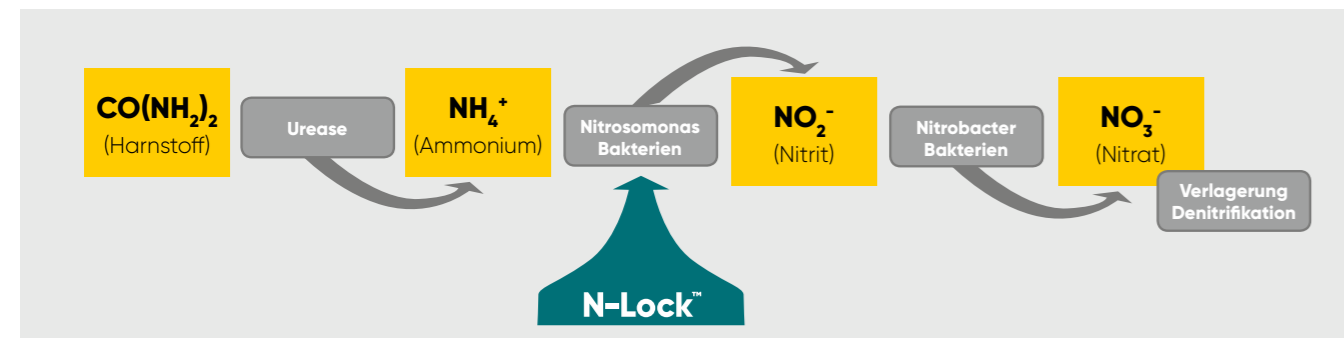 CO(NH₂)₂
(Harnstoff)
Urease
NH₄⁺
(Ammonium)
Nitrosomonas
Bakterien
NO₂⁻
(Nitrit)
Nitrobacter
Bakterien
NO₃⁻
(Nitrat)
Verlagerung
Denitrifikation
N-Lock™